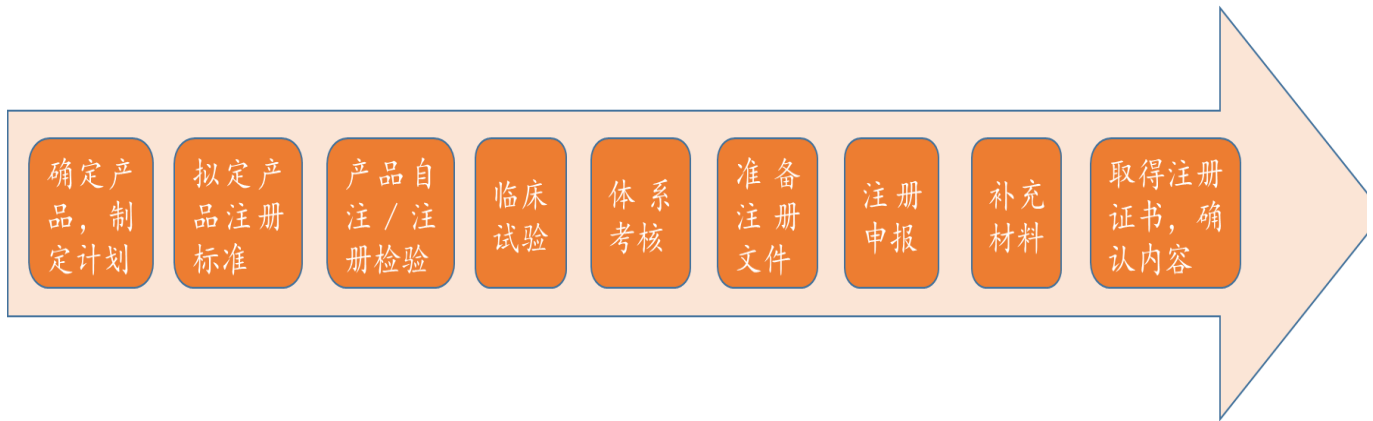 确定产
品，制
定计划
拟定产
品注册
标准
产品自
注/注
册检验
临床
试验
体系
考核
准备
注册
文件
注册
申报
补充
材料
取得注册
证书，确
认内容